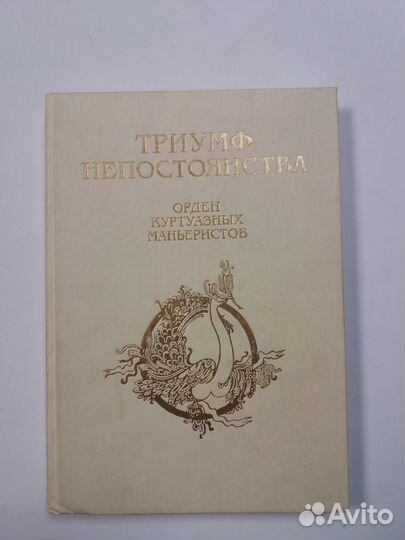 ТРИУМФ
НЕПОСТОЯНСТВА
ОРДЕН
КУРТУАЗНЫХ
МАНЬЕРИСТОВ
Avito